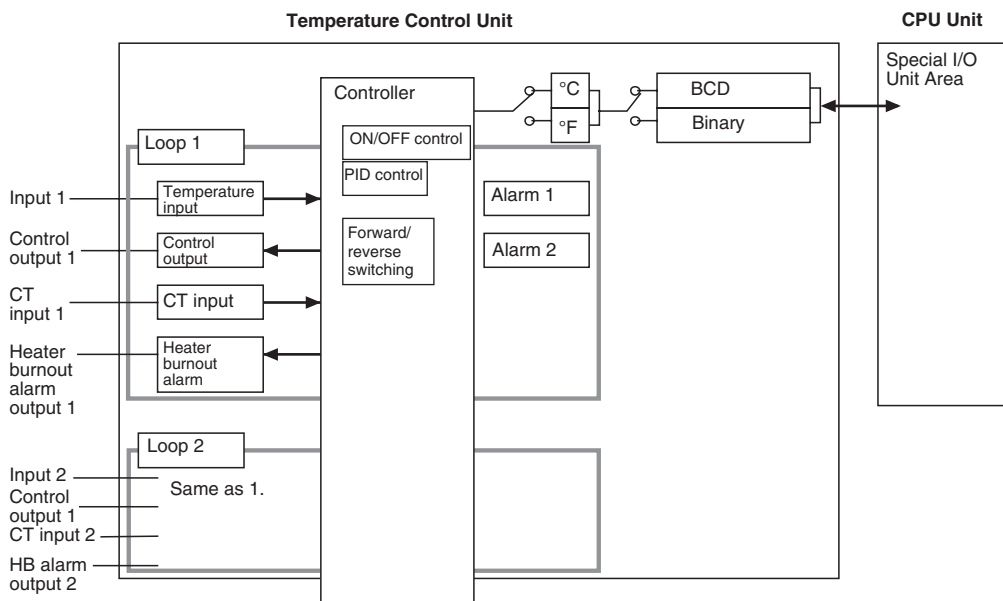 Temperature Control Unit
CPU Unit
Special I/O
Unit Area
Controller
°C
°F
BCD
Binary
ON/OFF control
PID control
Forward/
reverse
switching
Loop 1
Input 1
Temperature
input
Control
output 1
Control
output
CT
input 1
CT input
Heater
burnout
alarm
output 1
Heater
burnout
alarm
Alarm 1
Alarm 2
Loop 2
Input 2
Same as 1.
Control
output 1
CT input 2
HB alarm
output 2